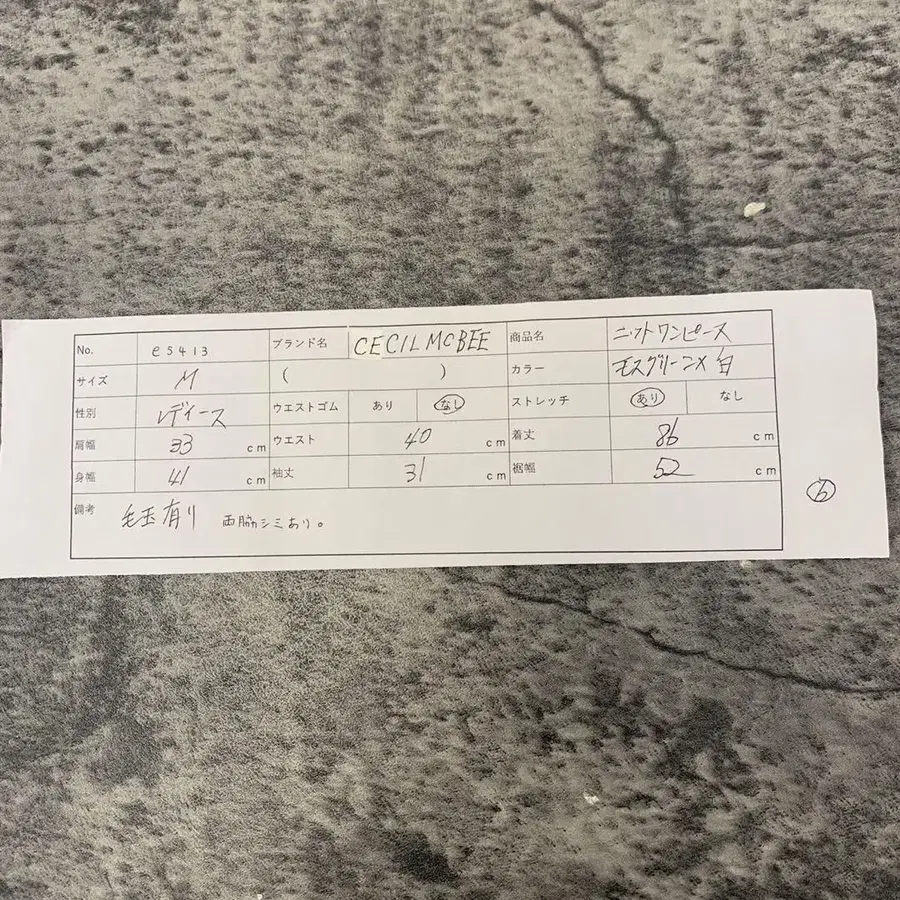 No. e5413 ブランド名 CECIL McBEE 商品名 ニットワンピース
サイズ M ( ) カラー モスグリーン×白
性別 レディース ウエストゴム あり なし ストレッチ あり なし
肩幅 33 cm ウエスト 40 cm 着丈 86 cm
身幅 41 cm 袖丈 31 cm 裾幅 52 cm
備考 毛玉有り 両脇シミあり。